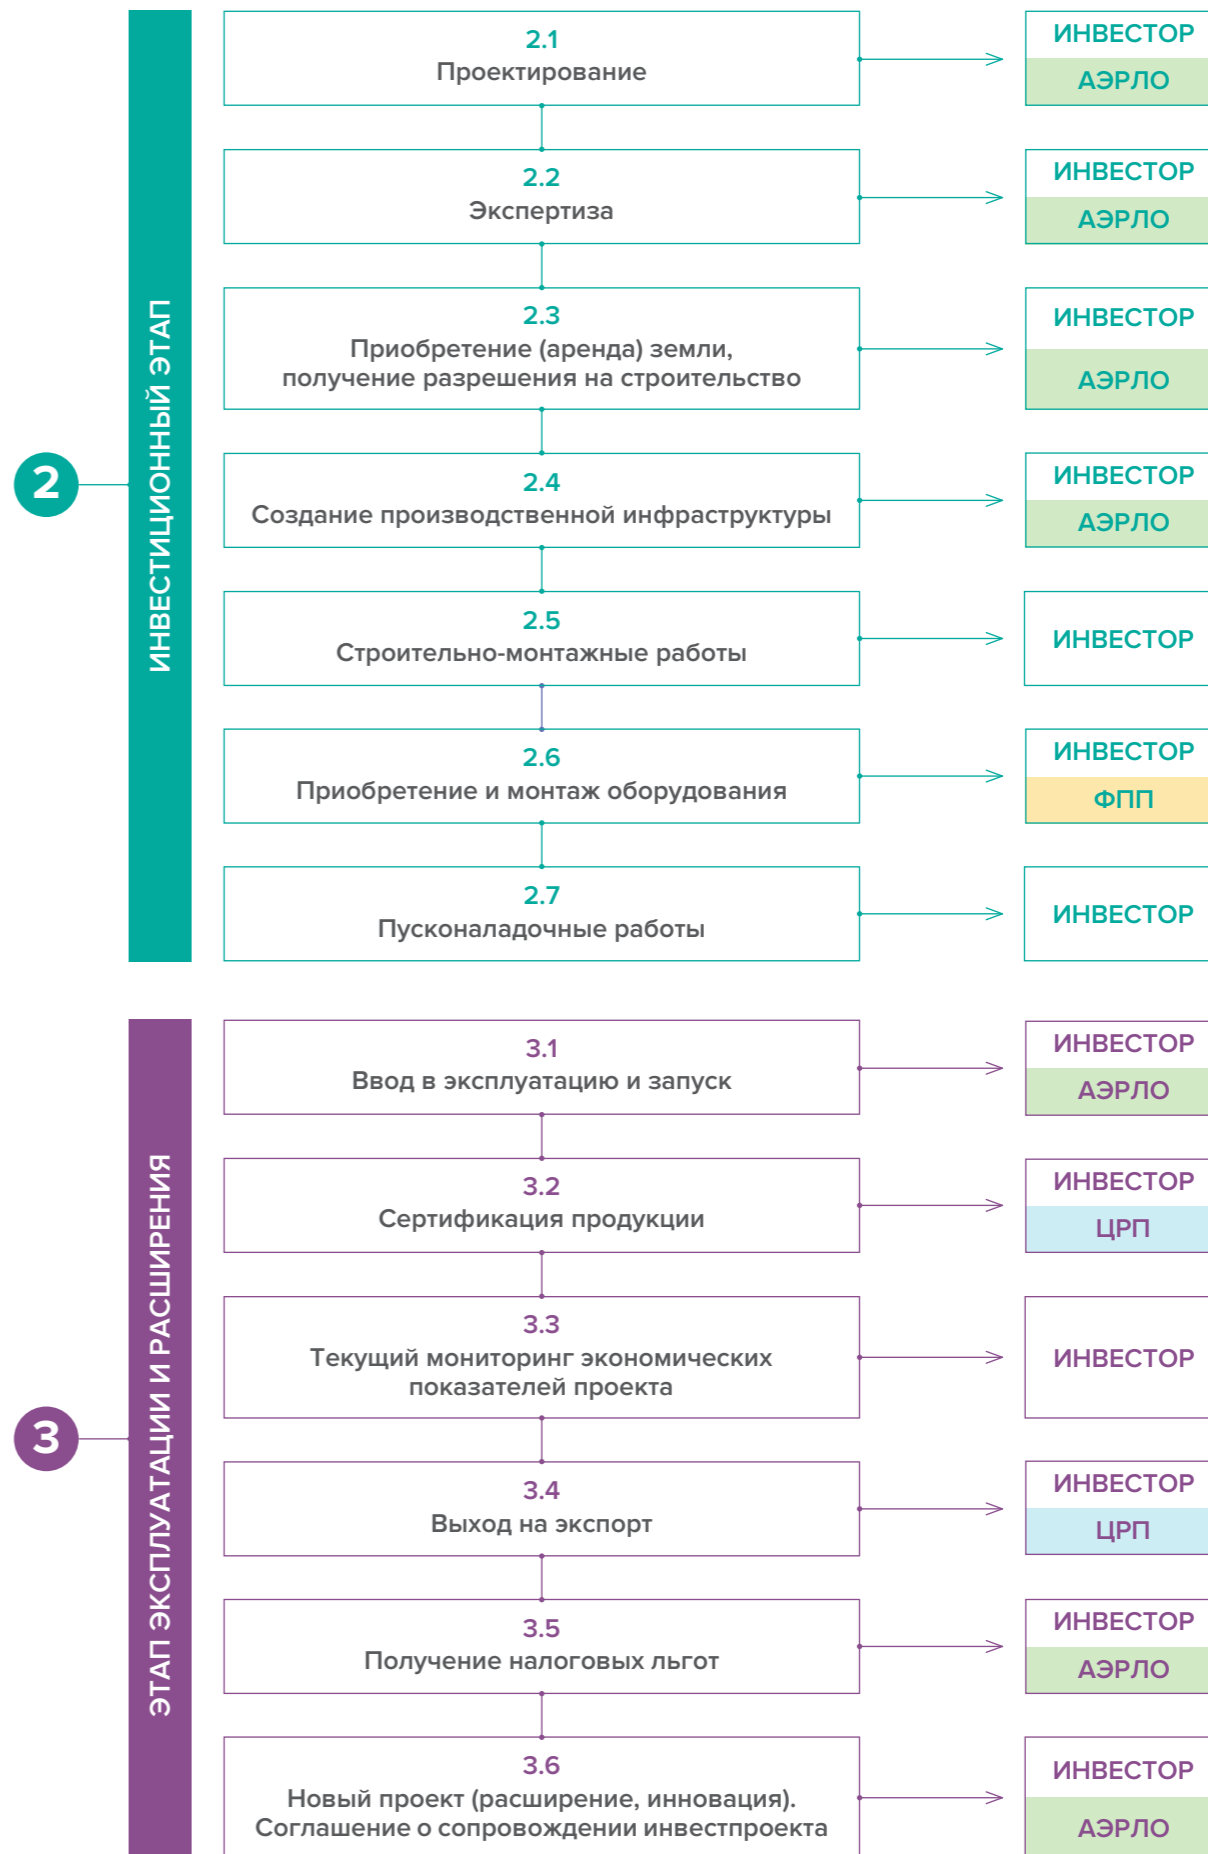 2
ИНВЕСТИЦИОННЫЙ ЭТАП
2.1
Проектирование
ИНВЕСТОР
АЭРЛО
2.2
Экспертиза
ИНВЕСТОР
АЭРЛО
2.3
Приобретение (аренда) земли,
получение разрешения на строительство
ИНВЕСТОР
АЭРЛО
2.4
Создание производственной инфраструктуры
ИНВЕСТОР
АЭРЛО
2.5
Строительно-монтажные работы
ИНВЕСТОР
2.6
Приобретение и монтаж оборудования
ИНВЕСТОР
ФПП
2.7
Пусконаладочные работы
ИНВЕСТОР
3
ЭТАП ЭКСПЛУАТАЦИИ И РАСШИРЕНИЯ
3.1
Ввод в эксплуатацию и запуск
ИНВЕСТОР
АЭРЛО
3.2
Сертификация продукции
ИНВЕСТОР
ЦРП
3.3
Текущий мониторинг экономических
показателей проекта
ИНВЕСТОР
3.4
Выход на экспорт
ИНВЕСТОР
ЦРП
3.5
Получение налоговых льгот
ИНВЕСТОР
АЭРЛО
3.6
Новый проект (расширение, инновация).
Соглашение о сопровождении инвестпроекта
ИНВЕСТОР
АЭРЛО